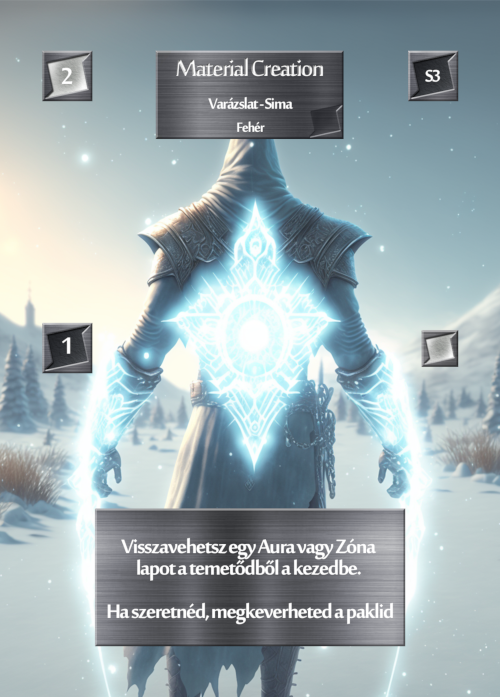 2
Material Creation
S3
Varázslat - Sima
Fehér
1
Visszavehetsz egy Aura vagy Zóna
lapot a temetődből a kezedbe.
Ha szeretnéd, megkeverheted a paklid